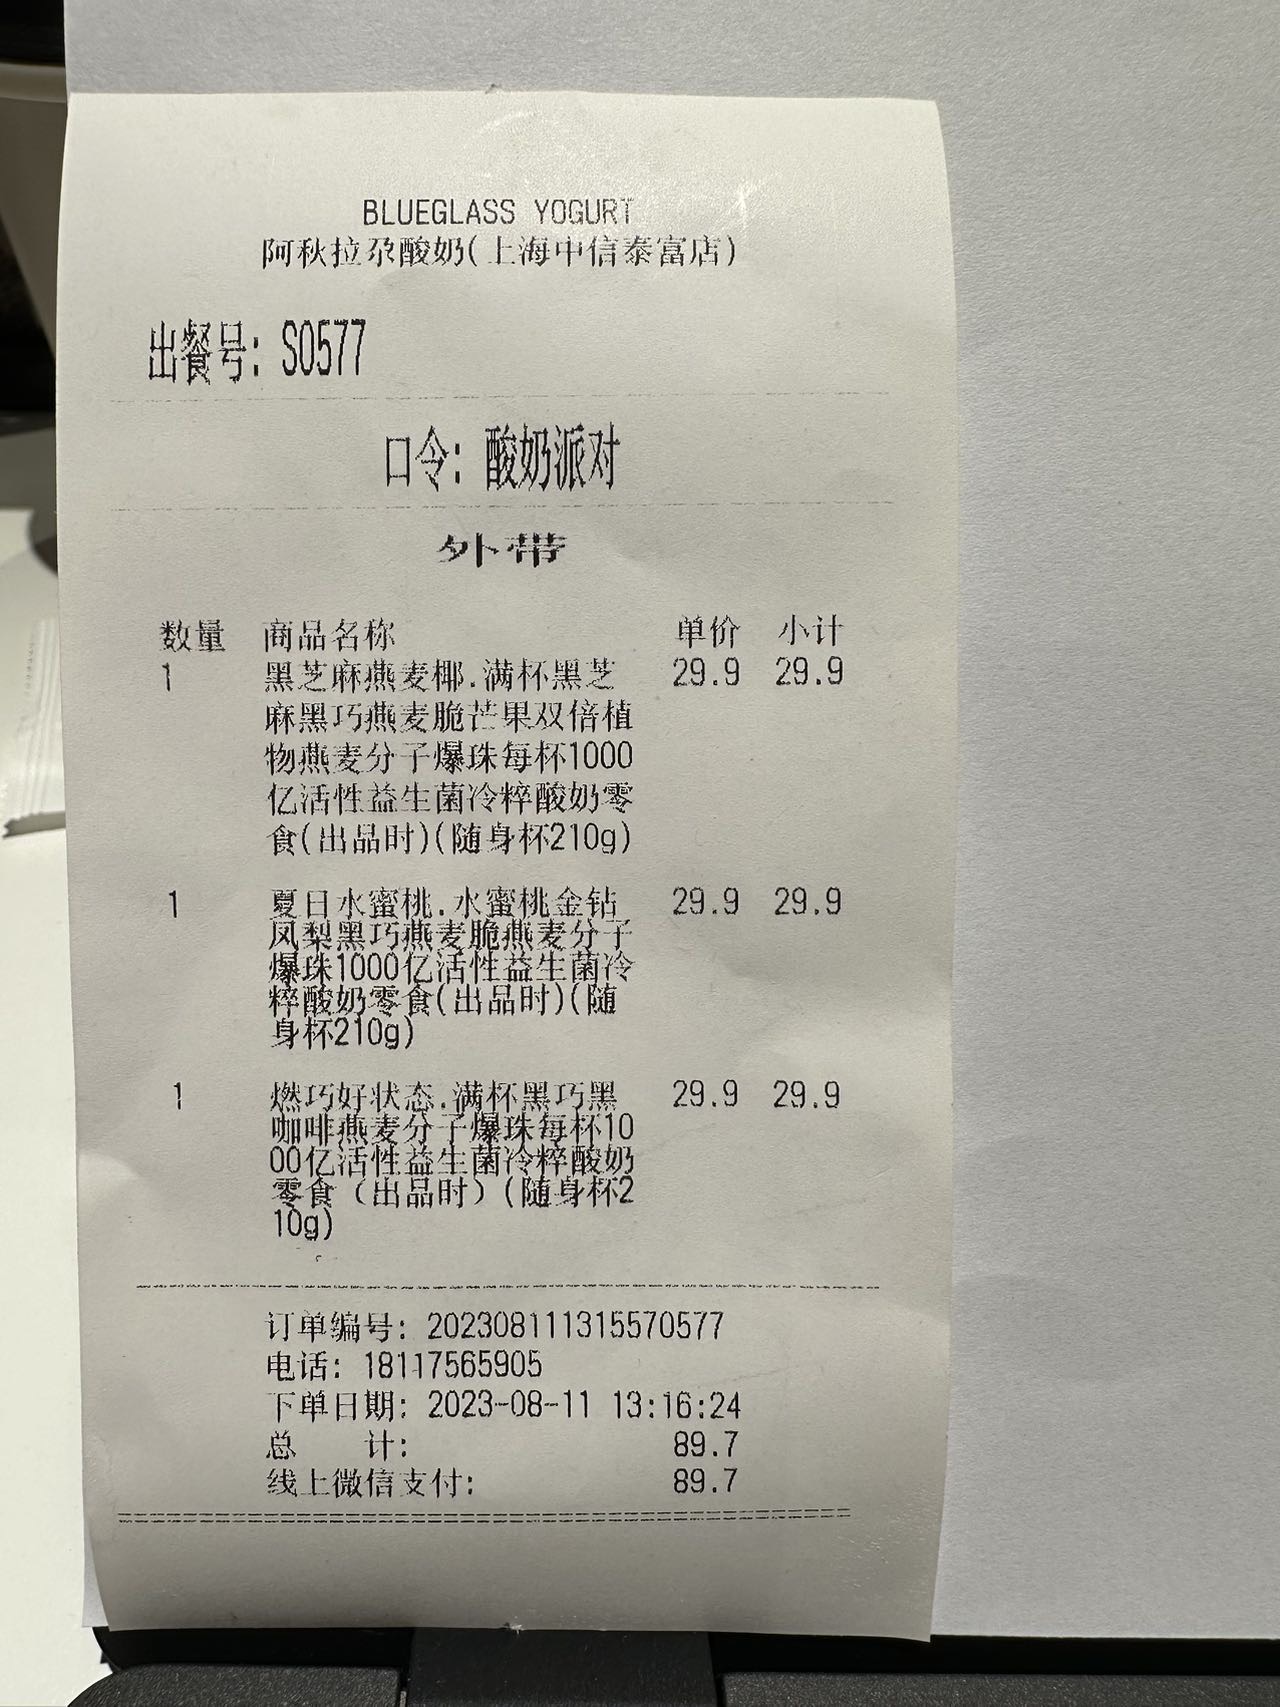 BLUEGLASS YOGURT
阿秋拉尕酸奶(上海中信泰富店)
出餐号: S0577
口令: 酸奶派对
外带
数量 商品名称 单价 小计
1 黑芝麻燕麦椰.满杯黑芝 29.9 29.9
麻黑巧燕麦脆芒果双倍植
物燕麦分子爆珠每杯1000
亿活性益生菌冷粹酸奶零
食(出品时)(随身杯210g)
1 夏日水蜜桃.水蜜桃金钻 29.9 29.9
凤梨黑巧燕麦脆燕麦分子
爆珠1000亿活性益生菌冷
粹酸奶零食(出品时)(随
身杯210g)
1 燃巧好状态.满杯黑巧黑 29.9 29.9
咖啡燕麦分子爆珠每杯10
00亿活性益生菌冷粹酸奶
零食（出品时）(随身杯2
10g)
订单编号: 202308111315570577
电话: 18117565905
下单日期: 2023-08-11 13:16:24
总 计: 89.7
线上微信支付: 89.7